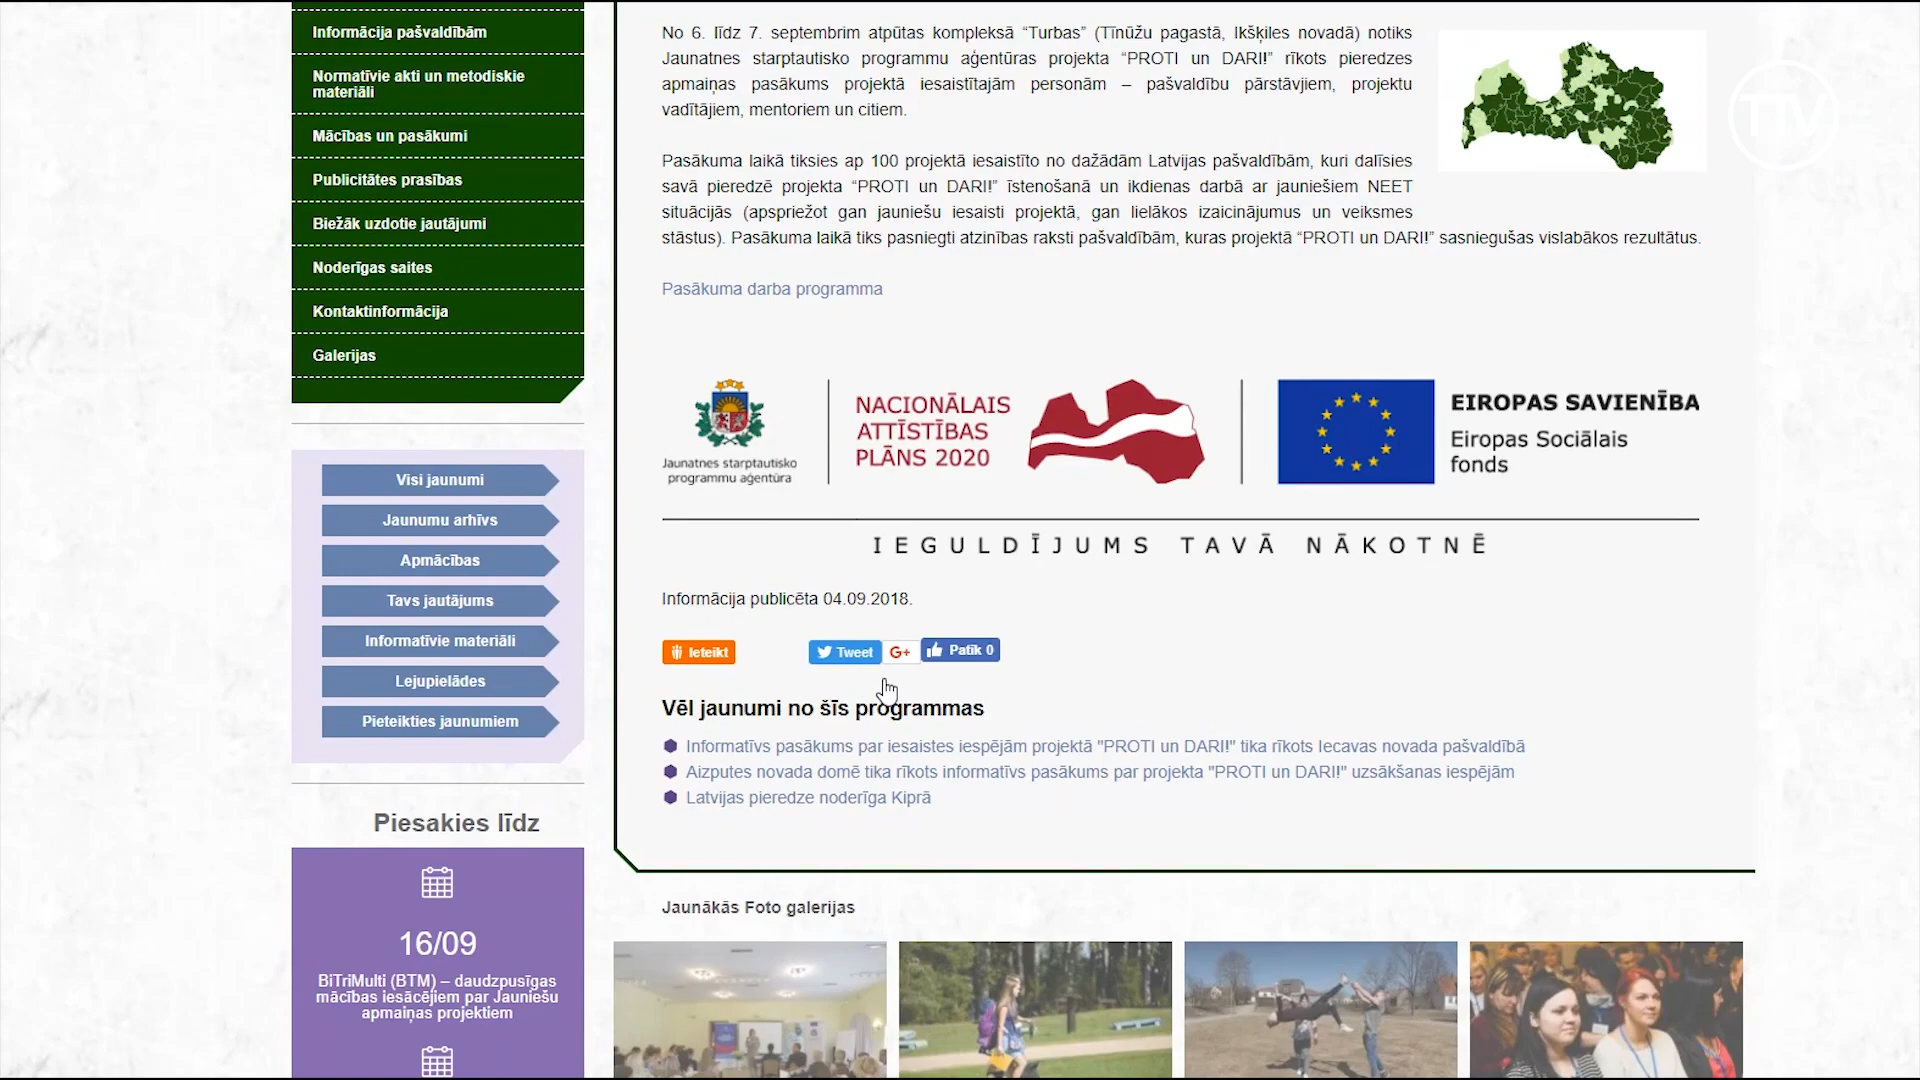 Informācija pašvaldībām
Normatīvie akti un metodiskie
materiāli
Mācības un pasākumi
Publicitātes prasības
Biežāk uzdotie jautājumi
Noderīgas saites
Kontaktinformācija
Galerijas
Visi jaunumi
Jaunumu arhīvs
Apmācības
Tavs jautājums
Informatīvie materiāli
Lejupielādes
Pieteikties jaunumiem
Piesakies līdz
16/09
BiTriMulti (BTM) – daudzpusīgas
mācības iesācējiem par Jauniešu
apmaiņas projektiem
No 6. līdz 7. septembrim atpūtas kompleksā “Turbas” (Tīnūžu pagastā, Ikšķiles novadā) notiks
Jaunatnes starptautisko programmu aģentūras projekta “PROTI un DARI!” rīkots pieredzes
apmaiņas pasākums projektā iesaistītajām personām – pašvaldību pārstāvjiem, projektu
vadītājiem, mentoriem un citiem.
Pasākuma laikā tiksies ap 100 projektā iesaistīto no dažādām Latvijas pašvaldībām, kuri dalīsies
savā pieredzē projekta “PROTI un DARI!” īstenošanā un ikdienas darbā ar jauniešiem NEET
situācijās (apspriežot gan jauniešu iesaisti projektā, gan lielākos izaicinājumus un veiksmes
stāstus). Pasākuma laikā tiks pasniegti atzinības raksti pašvaldībām, kuras projektā “PROTI un DARI!” sasniegušas vislabākos rezultātus.
Pasākuma darba programma
Jaunatnes starptautisko
programmu aģentūra
NACIONĀLAIS
ATTĪSTĪBAS
PLĀNS 2020
EIROPAS SAVIENĪBA
Eiropas Sociālais
fonds
IEGULDĪJUMS TAVĀ NĀKOTNĒ
Informācija publicēta 04.09.2018.
Ieteikt
Tweet
G+
Patīk 0
Vēl jaunumi no šīs programmas
Informatīvs pasākums par iesaistes iespējām projektā "PROTI un DARI!" tika rīkots Iecavas novada pašvaldībā
Aizputes novada domē tika rīkots informatīvs pasākums par projekta "PROTI un DARI!" uzsākšanas iespējām
Latvijas pieredze noderīga Kiprā
Jaunākās Foto galerijas